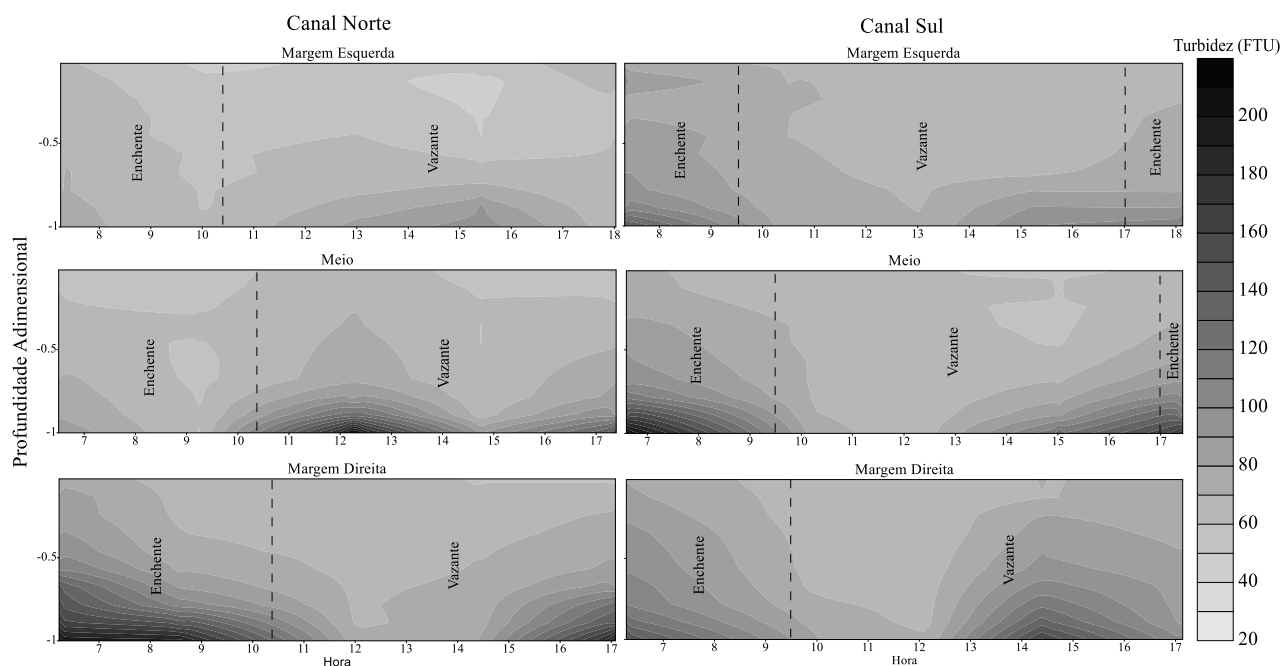 Canal Norte
Canal Sul
Margem Esquerda
Margem Esquerda
Turbidez (FTU)
Enchente
Vazante
Enchente
Vazante
Enchente
-0.5
-1
8 9 10 11 12 13 14 15 16 17 18
8 9 10 11 12 13 14 15 16 17 18
Meio
Meio
Enchente
Vazante
Enchente
Vazante
Enchente
-0.5
-1
7 8 9 10 11 12 13 14 15 16 17
7 8 9 10 11 12 13 14 15 16 17
Margem Direita
Margem Direita
Enchente
Vazante
Enchente
Vazante
-0.5
-1
7 8 9 10 11 12 13 14 15 16 17
7 8 9 10 11 12 13 14 15 16 17
Hora
Hora
Profundidade Adimensional
200
180
160
140
120
100
80
60
40
20